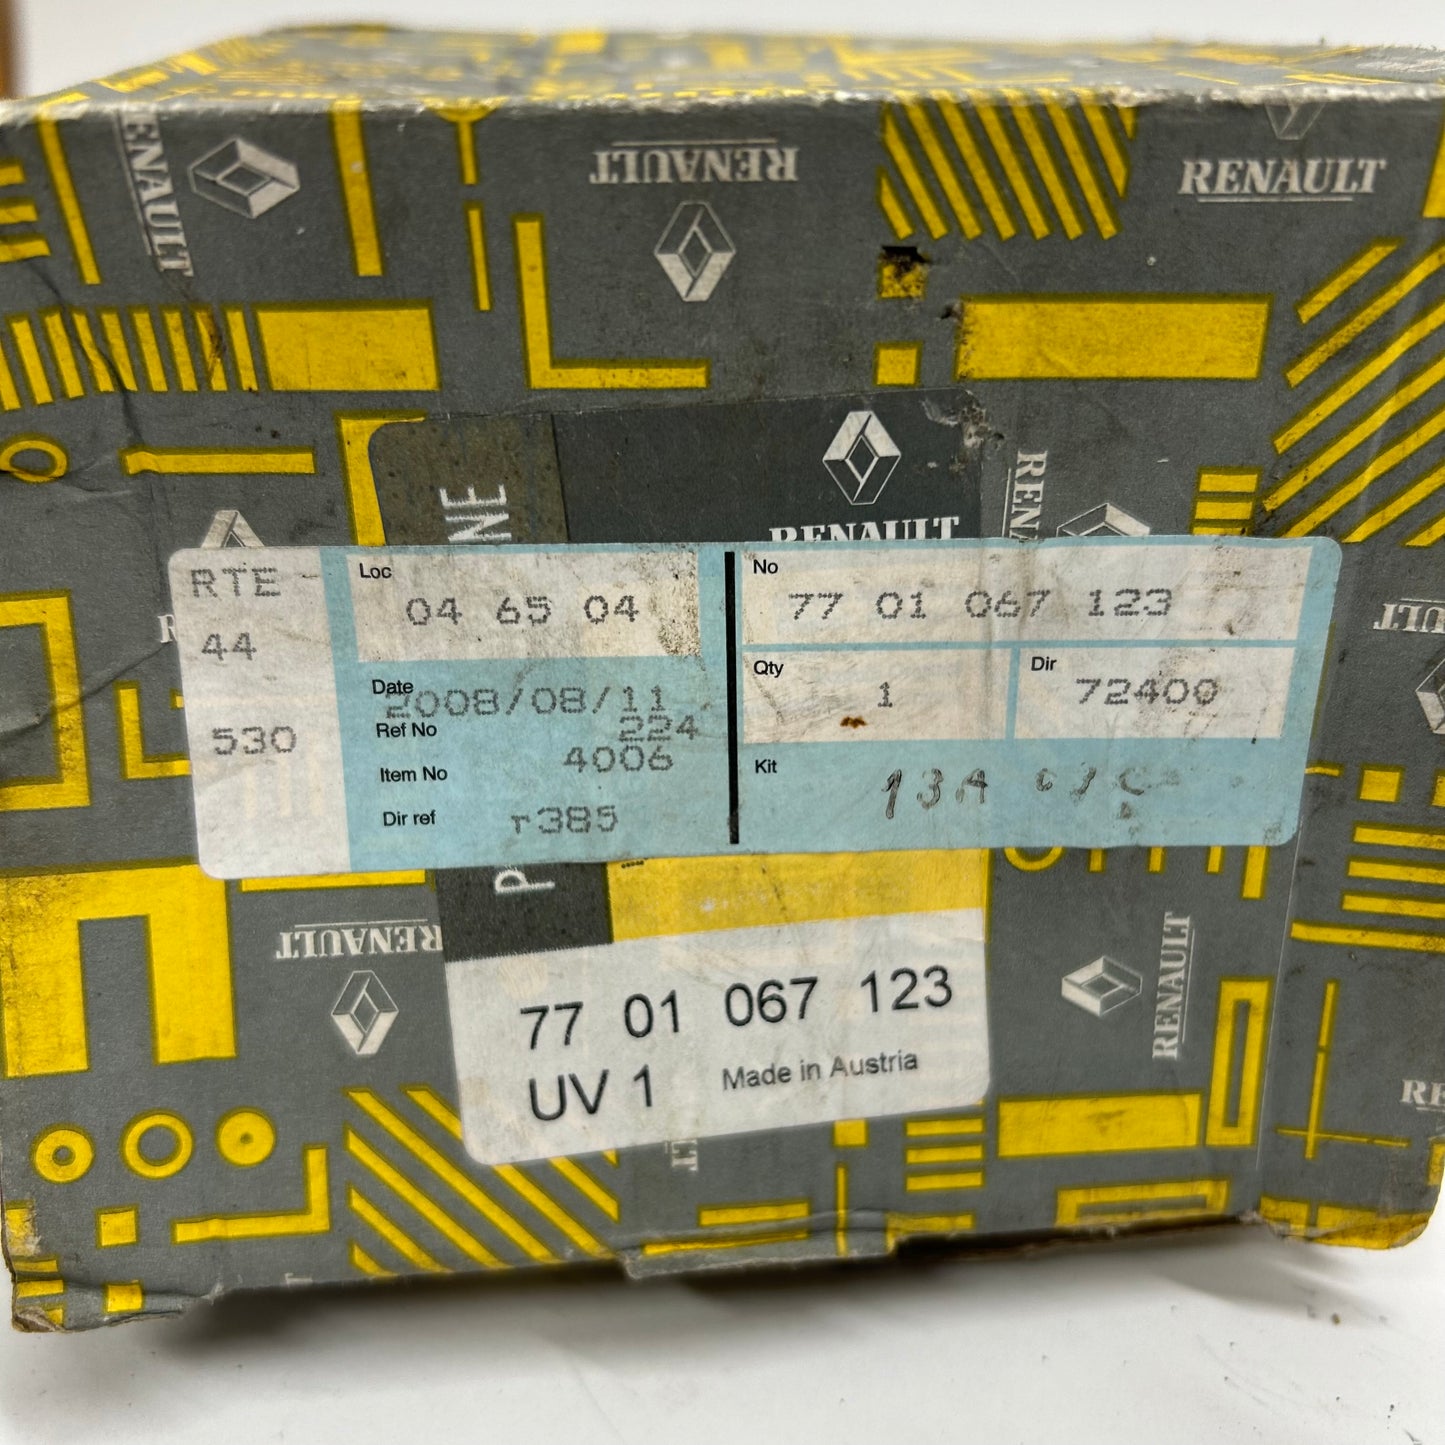 RENAULT
RENAULT
RENAULT
RENAULT
RENAULT
RTE
44
530
Loc
04 65 04
Date
2008/08/11
Ref No
224
Item No
4006
Dir ref
r385
No
77 01 067 123
Qty
1
Dir
72400
Kit
13A
RENAULT
RENAULT
77 01 067 123
UV 1 Made in Austria